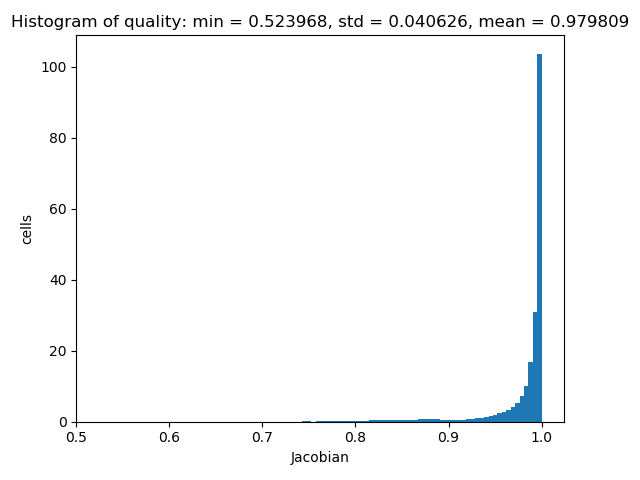 Histogram of quality: min = 0.523968, std = 0.040626, mean = 0.979809
100
80
60
40
20
0
cells
0.5 0.6 0.7 0.8 0.9 1.0
Jacobian